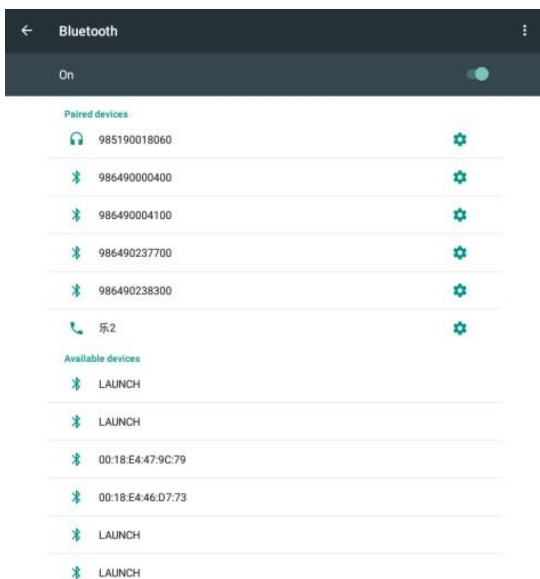 Bluetooth
On
Paired devices
985190018060
986490000400
986490004100
986490237700
986490238300
乐2
Available devices
LAUNCH
LAUNCH
00:18:E4:47:9C:79
00:18:E4:46:D7:73
LAUNCH
LAUNCH